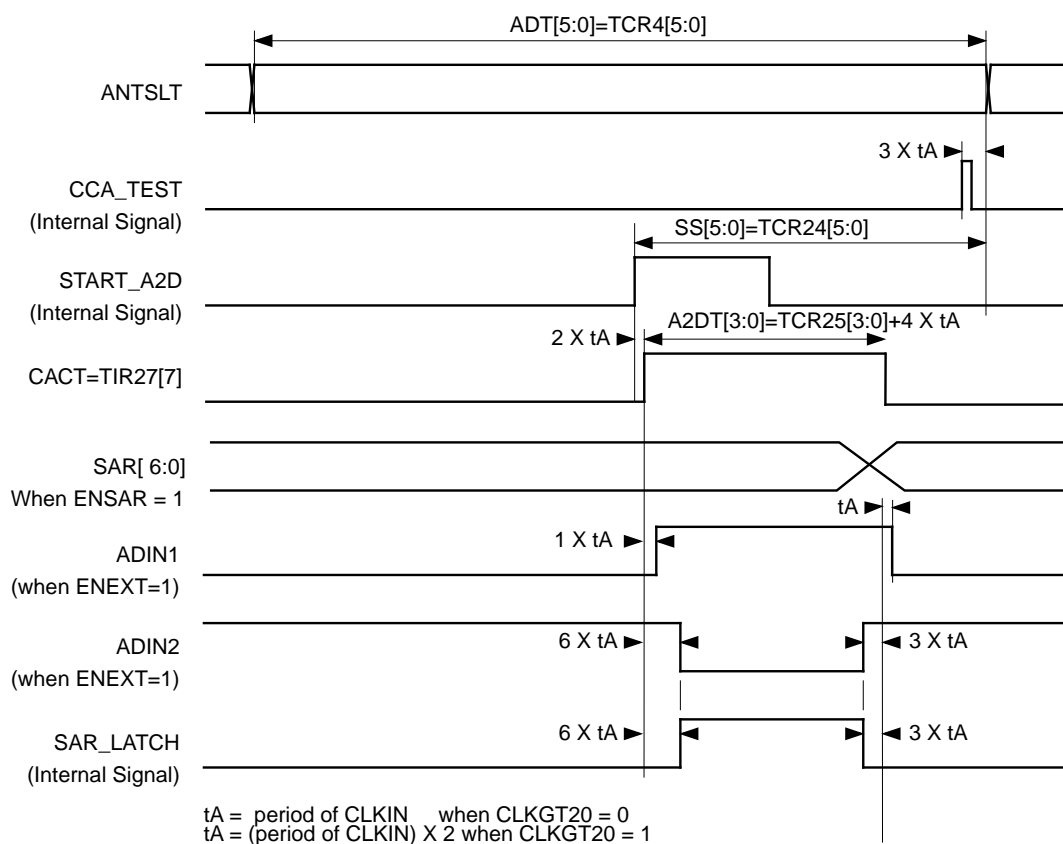 ADT[5:0]=TCR4[5:0]
ANTSLT
3 X tA
CCA_TEST
(Internal Signal)
SS[5:0]=TCR24[5:0]
START_A2D
(Internal Signal)
A2DT[3:0]=TCR25[3:0]+4 X tA
2 X tA
CACT=TIR27[7]
SAR[ 6:0]
When ENSAR = 1
tA
1 X tA
ADIN1
(when ENEXT=1)
ADIN2
(when ENEXT=1)
6 X tA
3 X tA
SAR_LATCH
(Internal Signal)
6 X tA
3 X tA
tA = period of CLKIN when CLKGT20 = 0
tA = (period of CLKIN) X 2 when CLKGT20 = 1